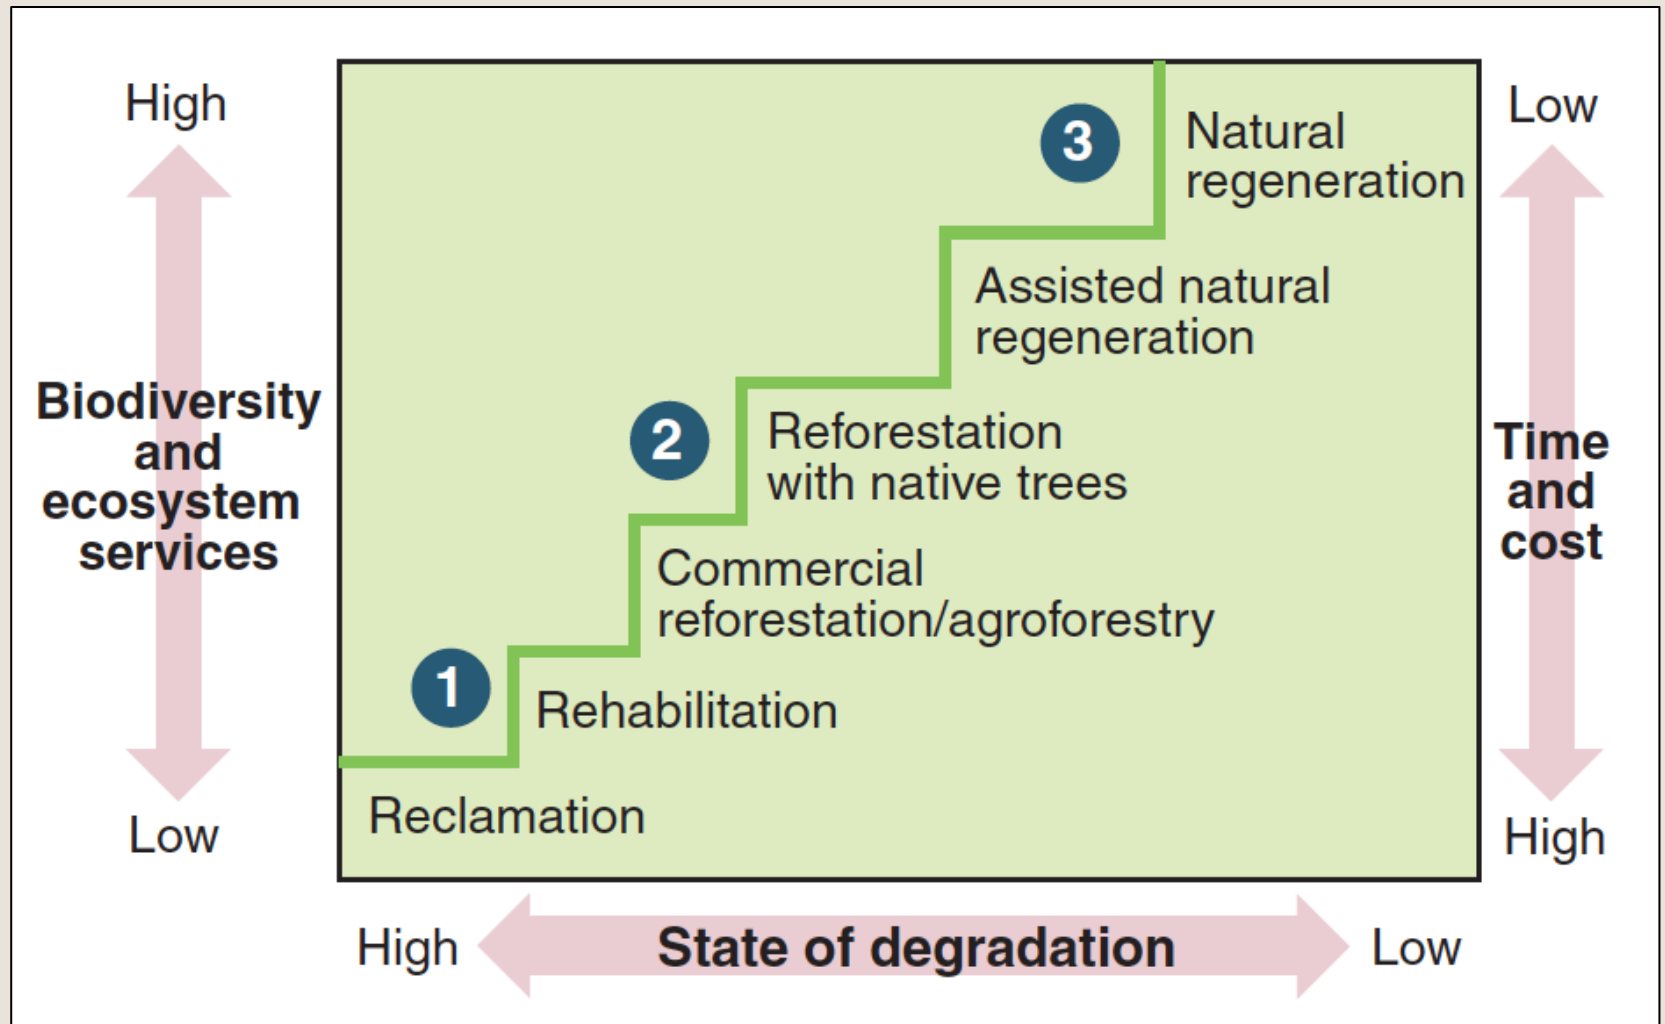 High
Biodiversity
and
ecosystem
services
Low
3
Natural
regeneration
Assisted natural
regeneration
2
Reforestation
with native trees
Commercial
reforestation/agroforestry
1
Rehabilitation
Reclamation
Low
Time
and
cost
High
High
State of degradation
Low